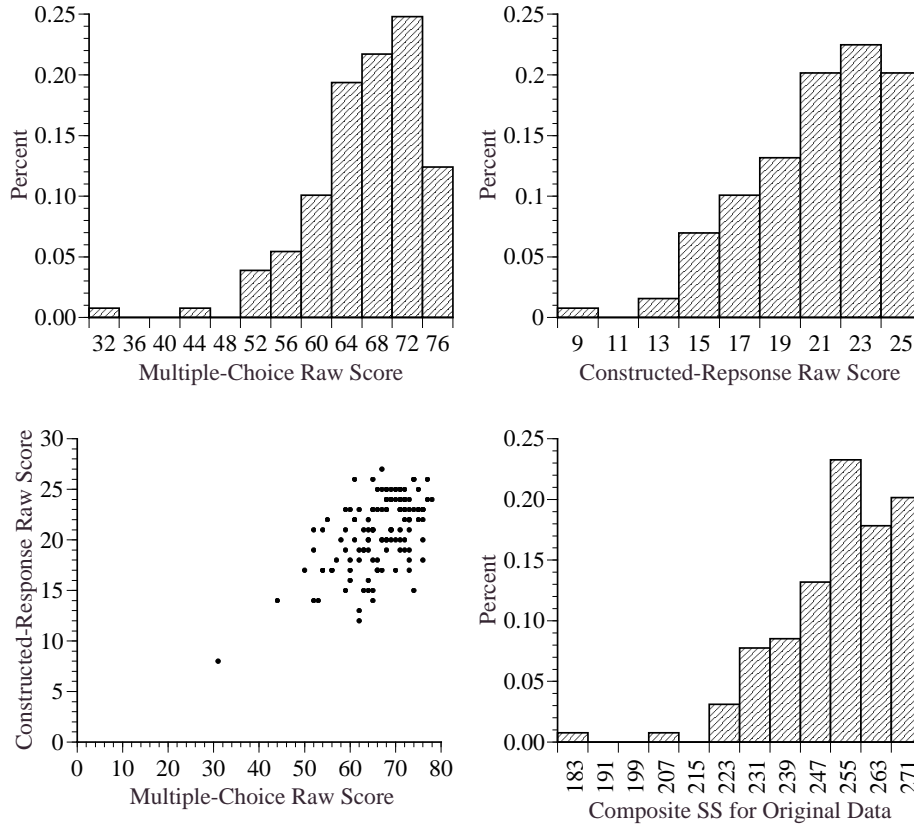 0.25
0.20
0.15
0.10
0.05
0.00
Percent
32 36 40 44 48 52 56 60 64 68 72 76
Multiple-Choice Raw Score
0.25
0.20
0.15
0.1
0.05
0
Percent
9 11 13 15 17 19 21 23 25
Constructed-Repsonse Raw Score
30
25
20
15
10
5
0
Constructed-Response Raw Score
0 10 20 30 40 50 60 70 80
Multiple-Choice Raw Score
0.25
0.20
0.15
0.10
0.05
0.00
Percent
183 191 199 207 215 223 231 239 247 255 263 271
Composite SS for Original Data